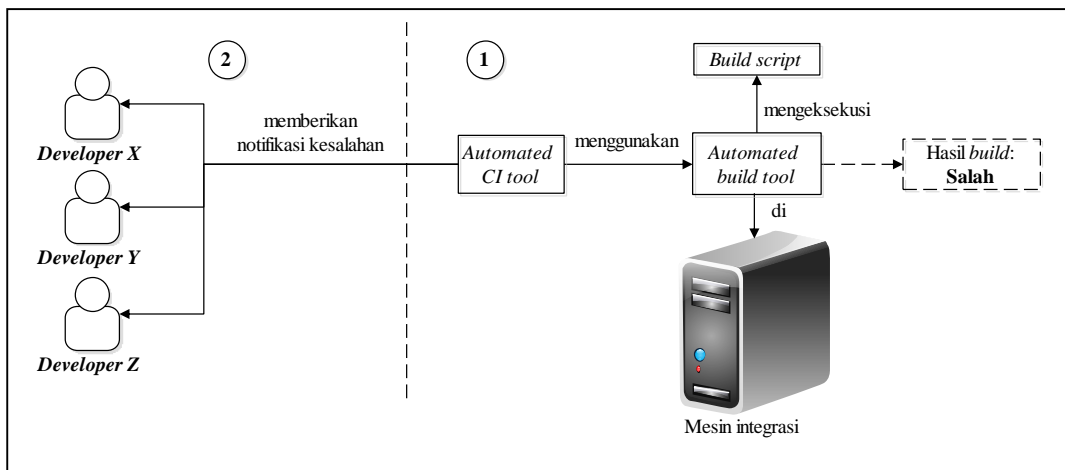 2
1
Developer X
Developer Y
Developer Z
memberikan
notifikasi kesalahan
Automated
CI tool
menggunakan
Build script
mengeksekusi
Automated
build tool
di
Mesin integrasi
Hasil build:
Salah